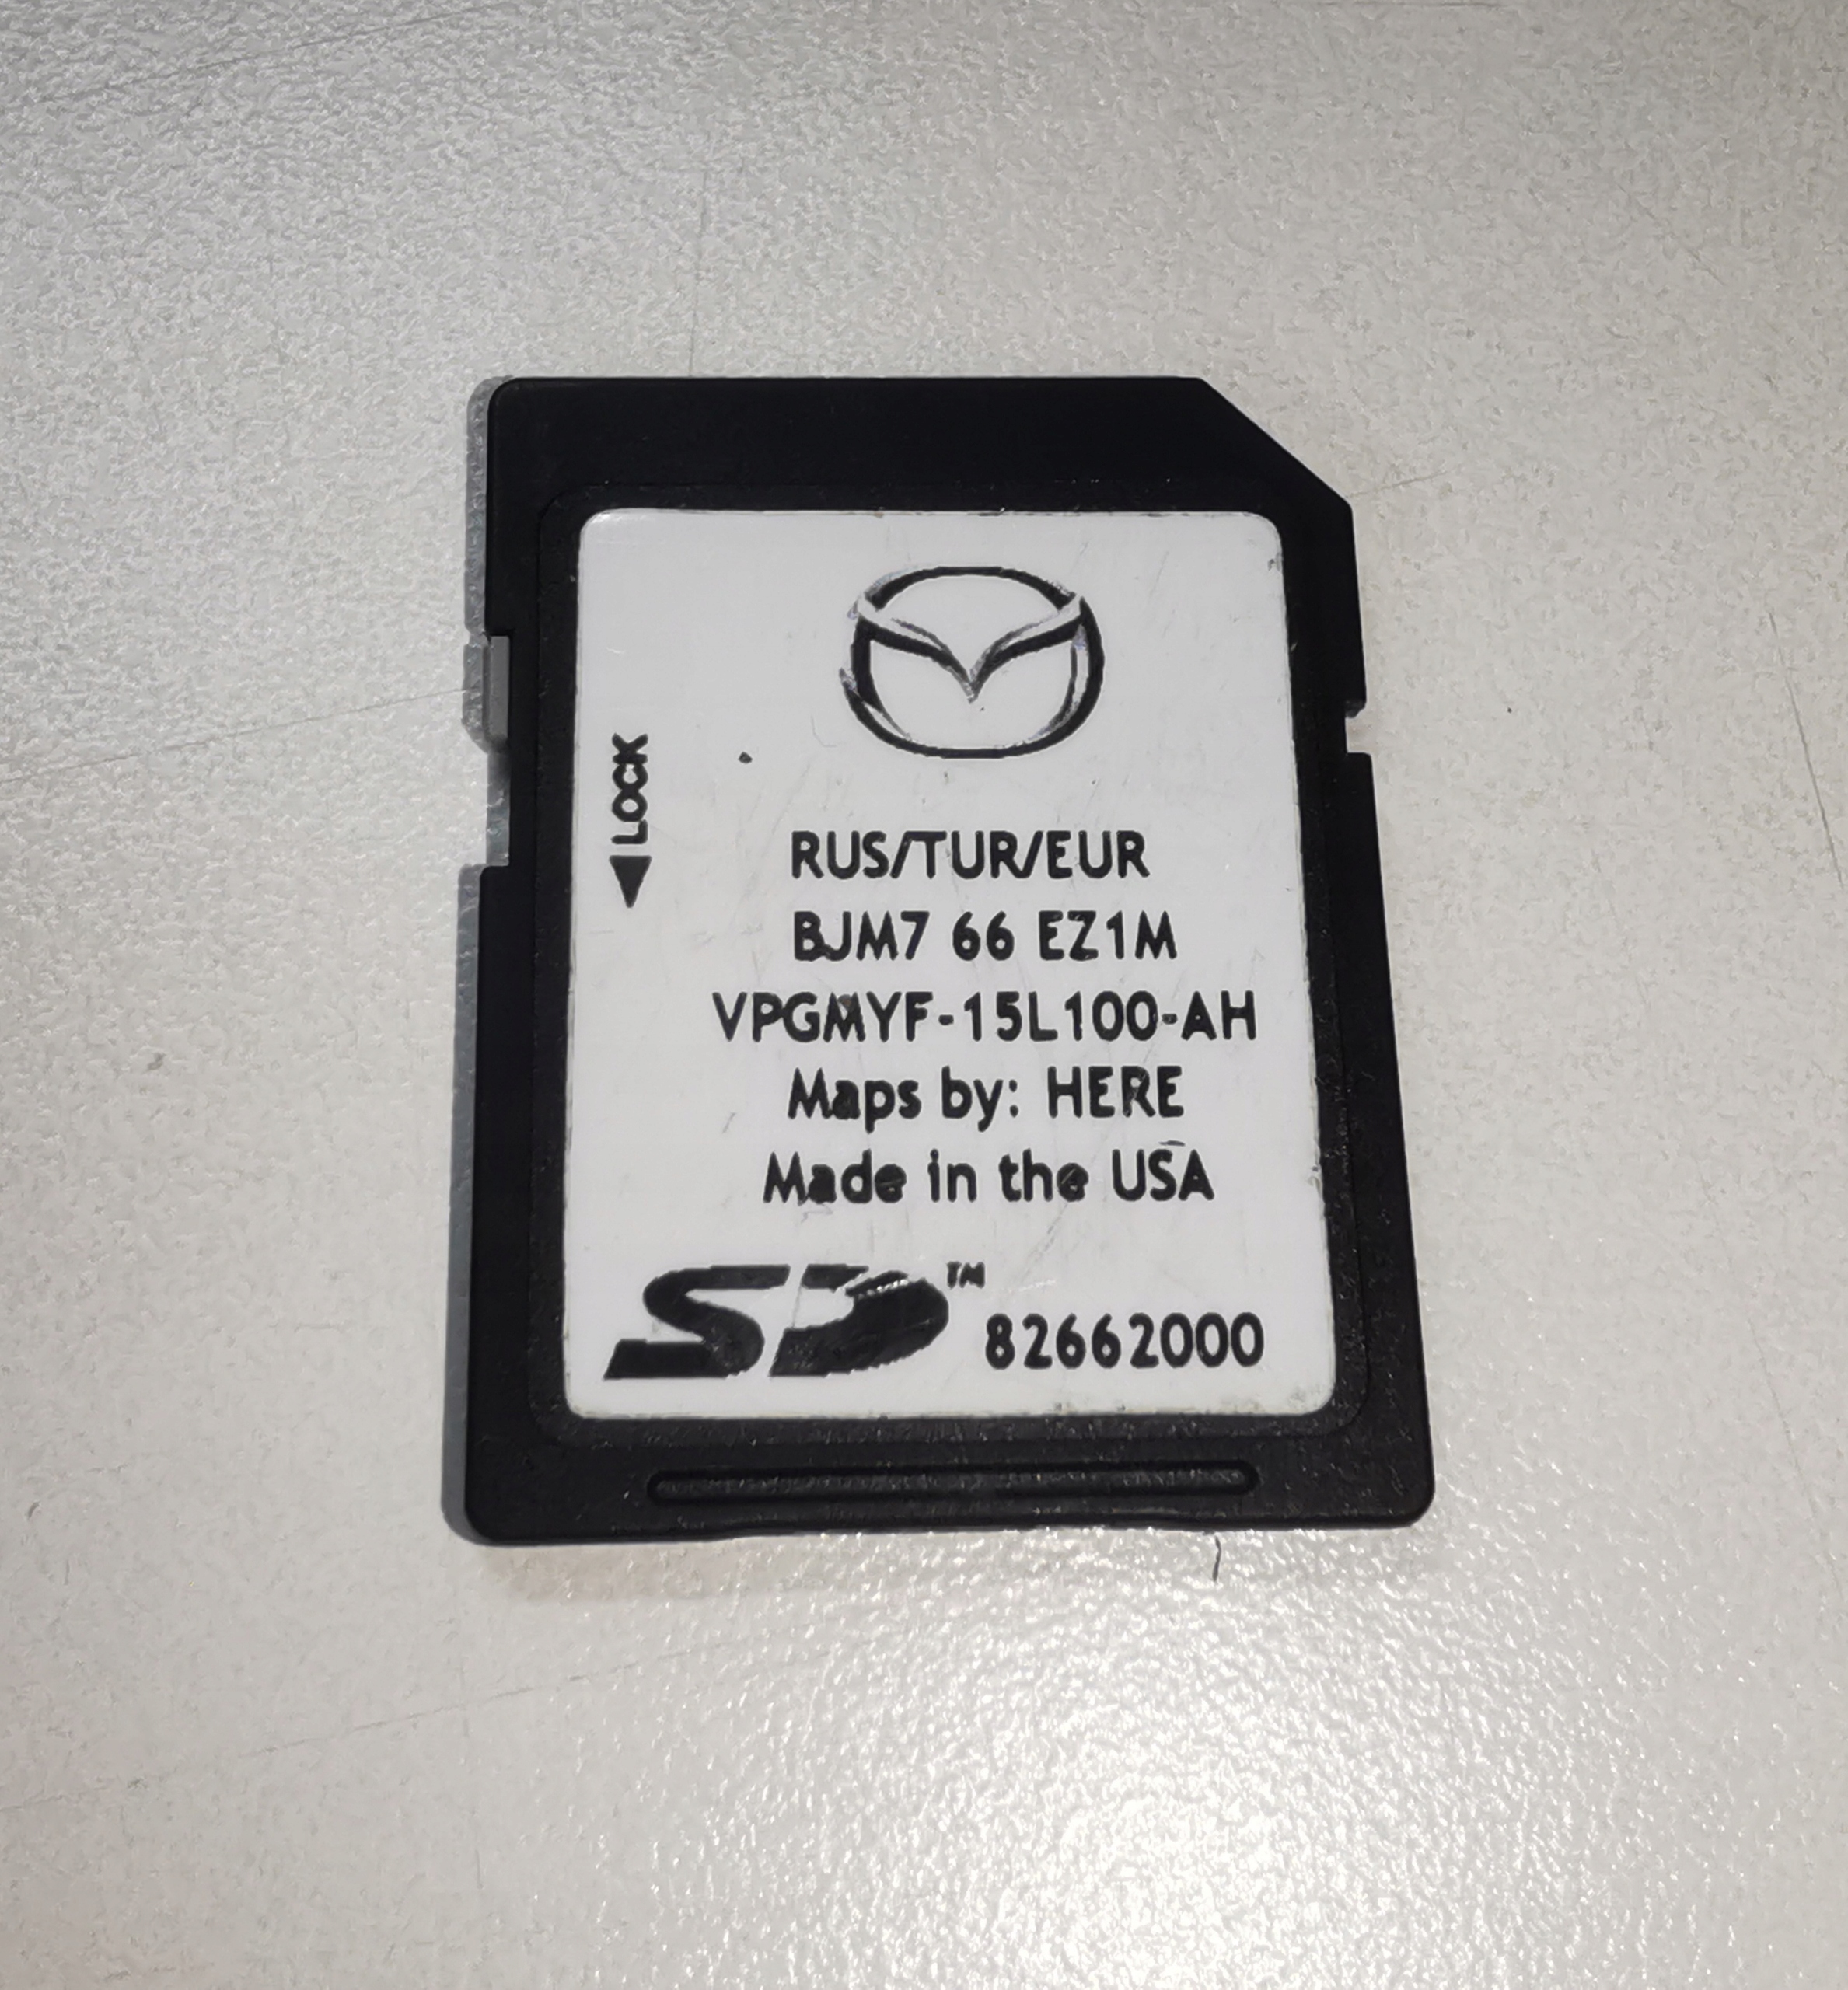 LOCK
RUS/TUR/EUR
BJM7 66 EZ1M
VPGMYF-15L100-AH
Maps by: HERE
Made in the USA
SD™ 82662000